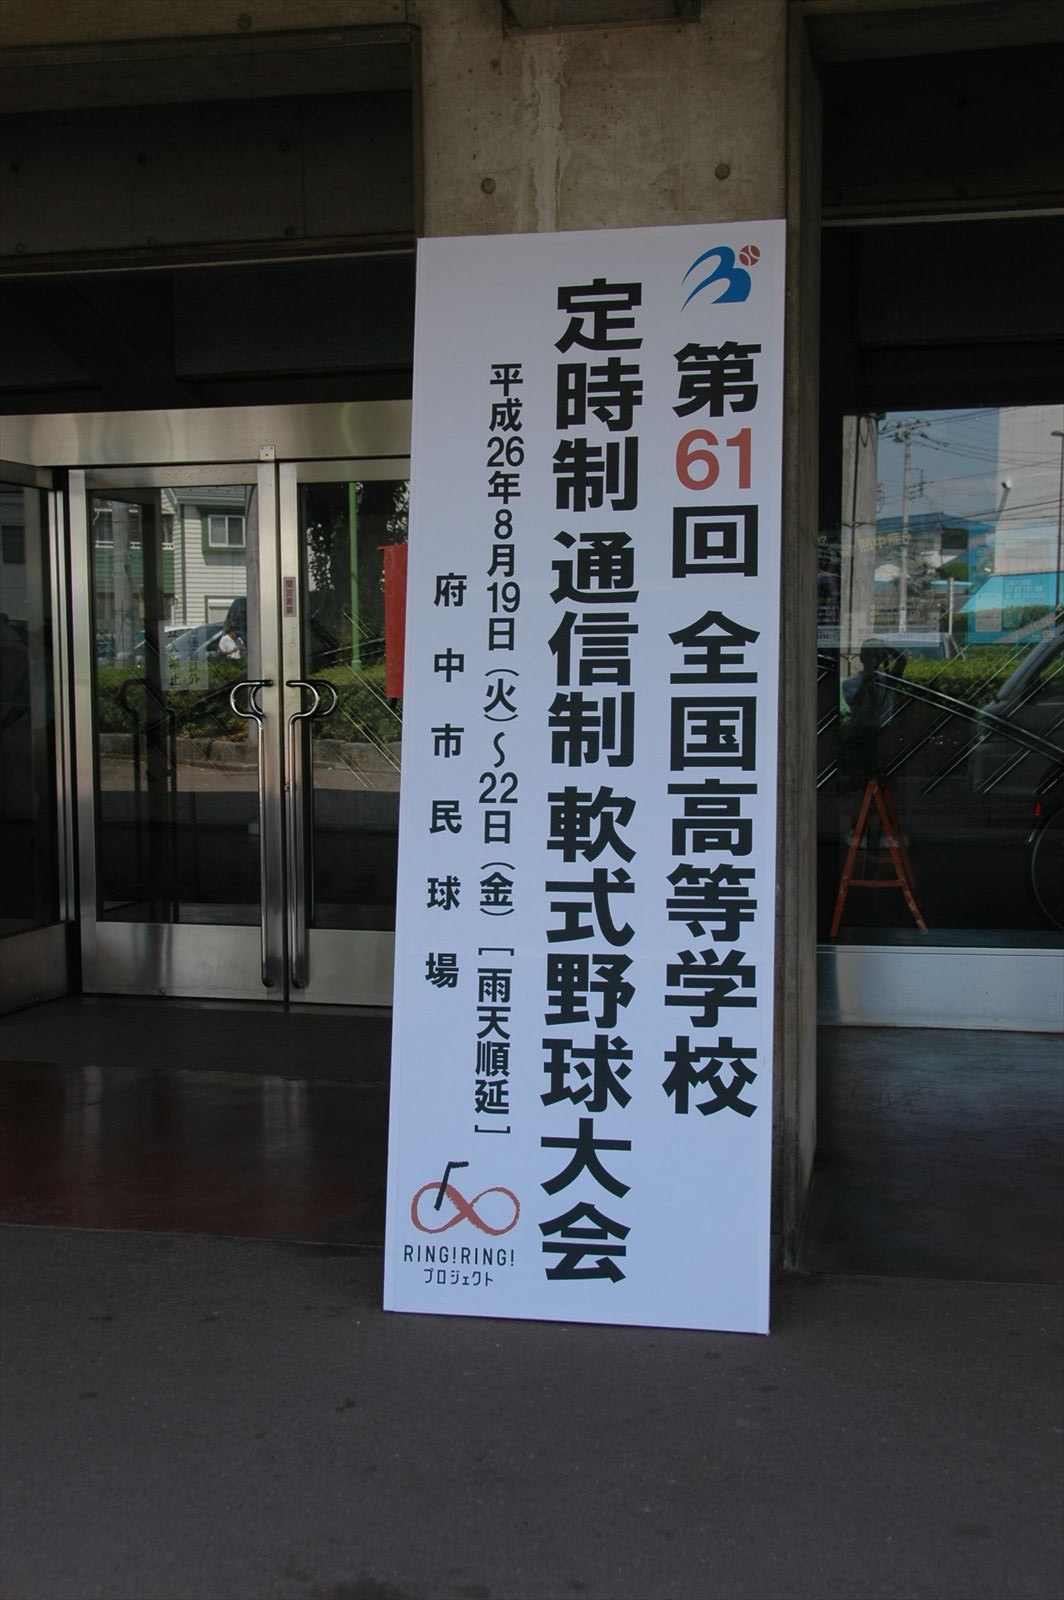 第61回 全国高等学校
定時制 通信制 軟式野球大会
平成26年8月19日(火)～22日(金)［雨天順延］
府中市民球場
RING!RING!
プロジェクト